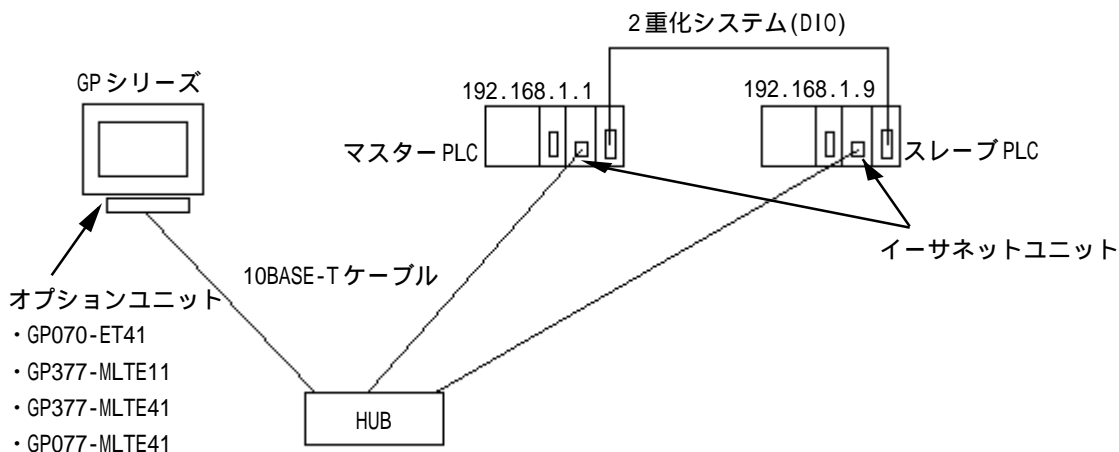 2重化システム(DIO)
GPシリーズ
192.168.1.1
192.168.1.9
マスターPLC
スレーブPLC
イーサネットユニット
10BASE-Tケーブル
オプションユニット
・GP070-ET41
・GP377-MLTE11
・GP377-MLTE41
・GP077-MLTE41
HUB